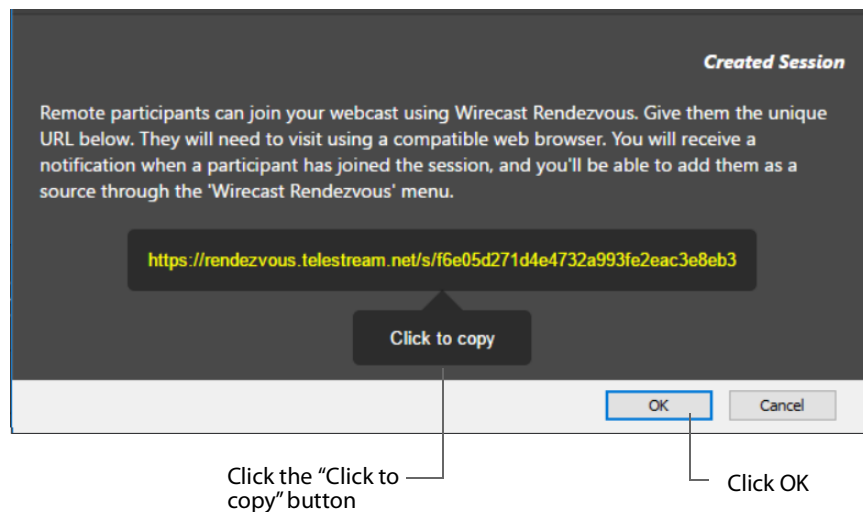 Created Session
Remote participants can join your webcast using Wirecast Rendezvous. Give them the unique
URL below. They will need to visit using a compatible web browser. You will receive a
notification when a participant has joined the session, and you'll be able to add them as a
source through the 'Wirecast Rendezvous' menu.
https://rendezvous.telestream.net/s/f6e05d271d4e4732a993fe2eac3e8eb3
Click to copy
OK
Cancel
Click the “Click to
copy” button
Click OK